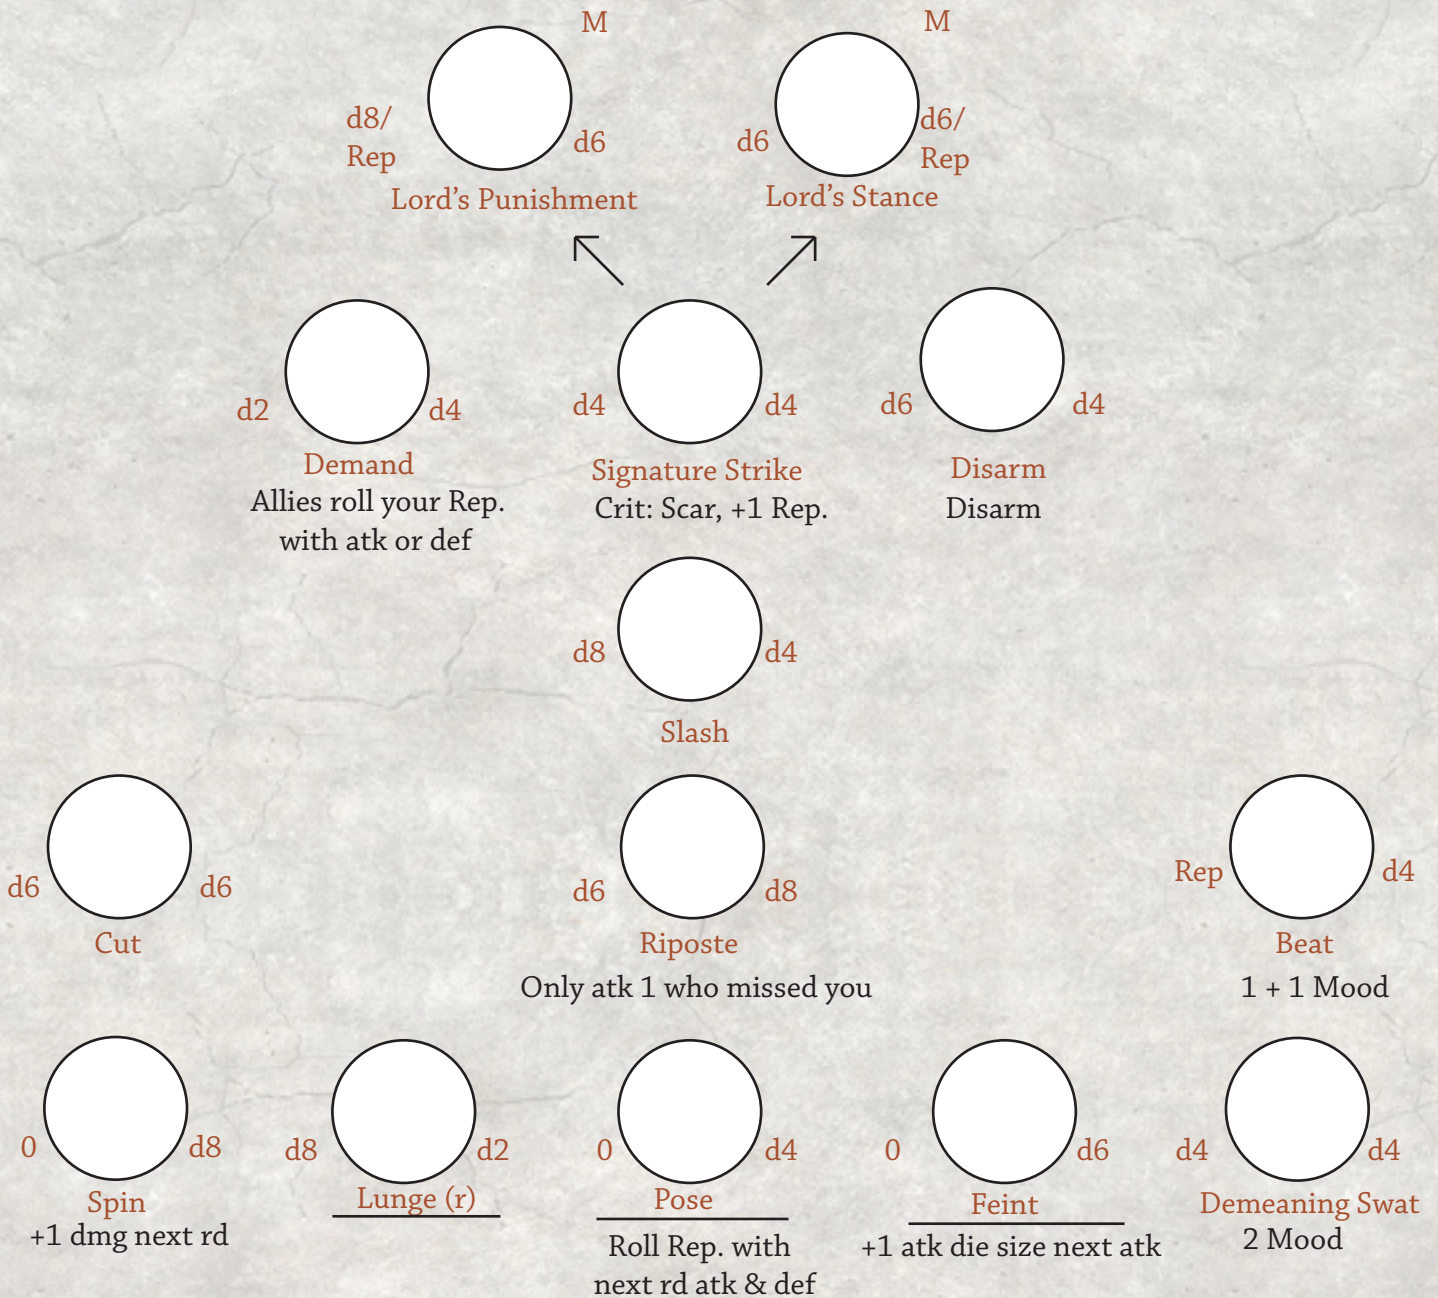 M
M
d8/
Rep
d6
d6
d6/
Rep
Lord’s Punishment
Lord’s Stance
d2
d4
d4
d4
d6
d4
Demand
Signature Strike
Disarm
Allies roll your Rep.
with atk or def
Crit: Scar, +1 Rep.
Disarm
d8
d4
Slash
d6
d6
d6
d8
Rep
d4
Cut
Riposte
Beat
Only atk 1 who missed you
1 + 1 Mood
0
d8
d8
d2
0
d4
0
d6
d4
d4
Spin
Lunge (r)
Pose
Feint
Demeaning Swat
+1 dmg next rd
Roll Rep. with
next rd atk & def
+1 atk die size next atk
2 Mood